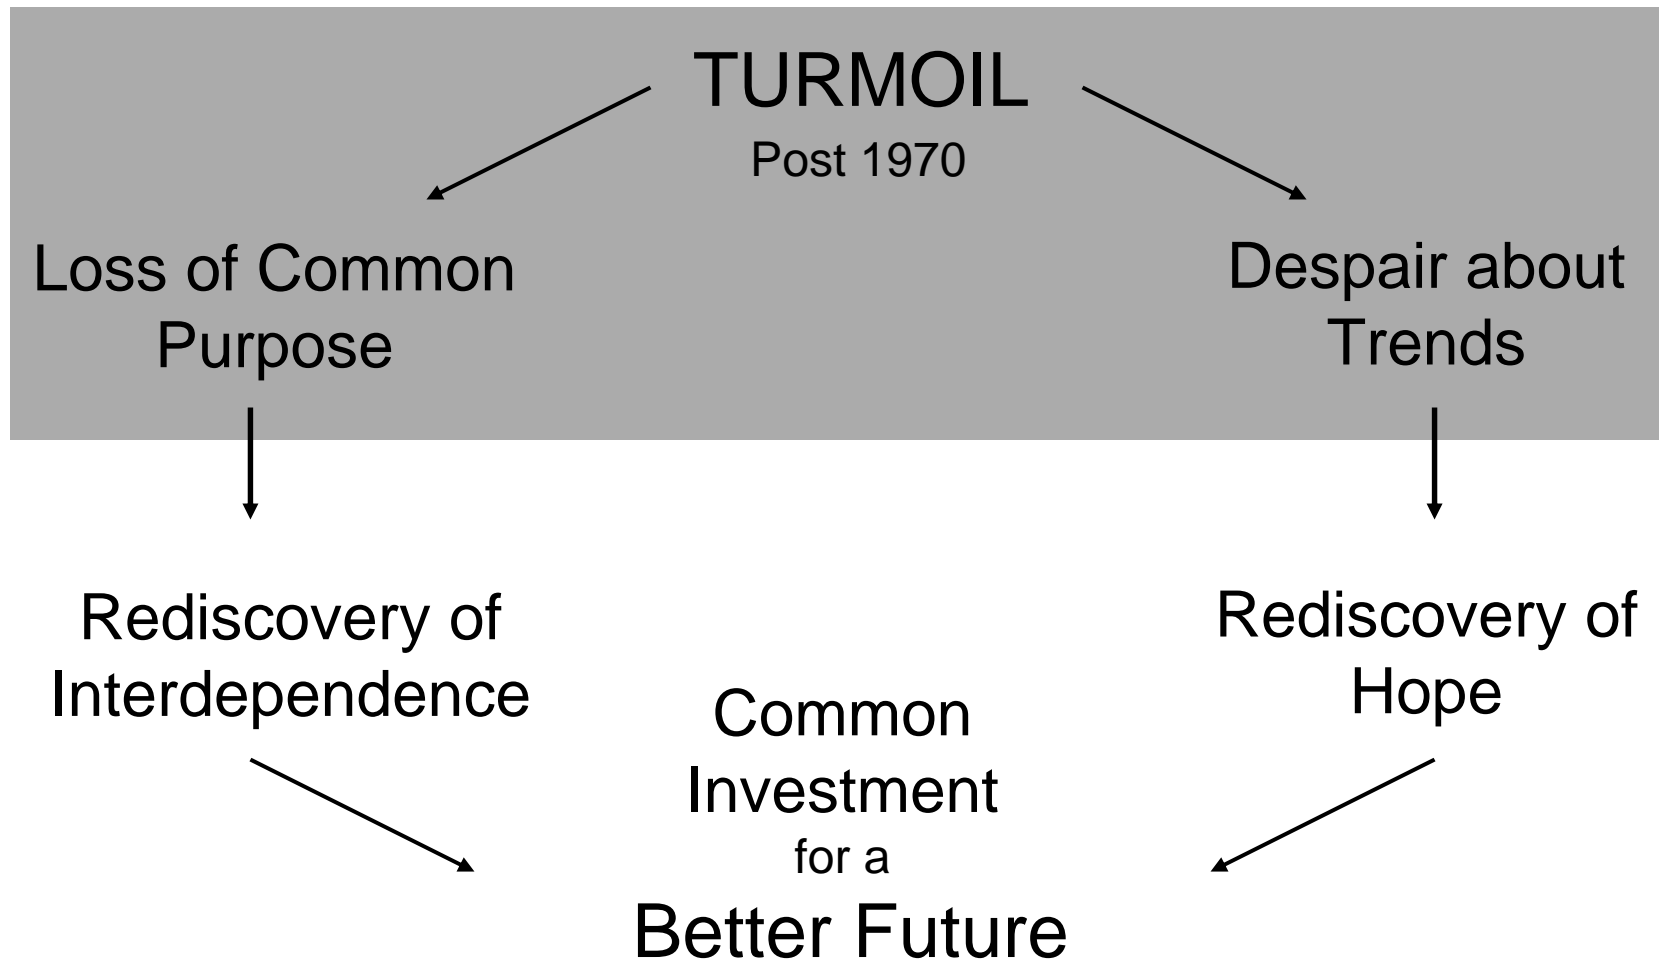 TURMOIL
Post 1970
Loss of Common
Purpose
Despair about
Trends
Rediscovery of
Interdependence
Rediscovery of
Hope
Common
Investment
for a
Better Future